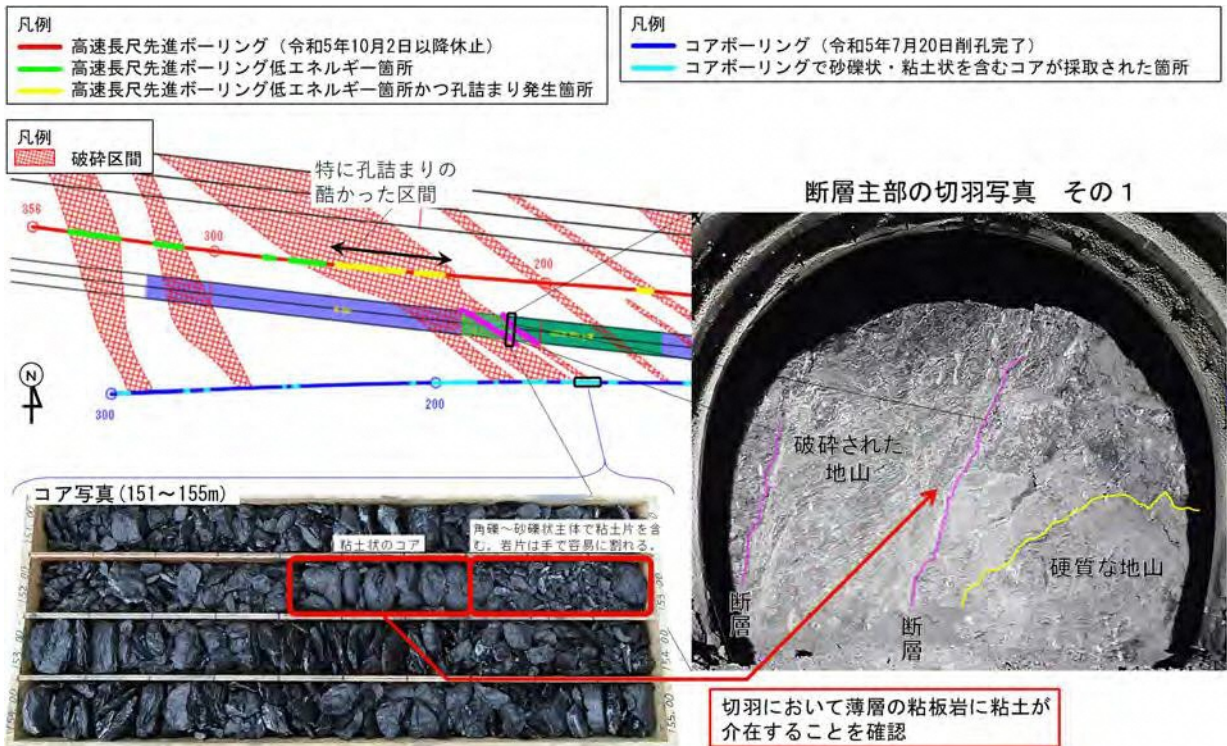 凡例
高速長尺先進ボーリング（令和5年10月2日以降休止）
高速長尺先進ボーリング低エネルギー箇所
高速長尺先進ボーリング低エネルギー箇所かつ孔詰まり発生箇所
凡例
コアボーリング（令和5年7月20日削孔完了）
コアボーリングで砂礫状・粘土状を含むコアが採取された箇所
凡例
破砕区間
特に孔詰まりの
酷かった区間
356
300
200
N
300
200
断層主部の切羽写真　その１
破砕された
地山
硬質な地山
断層
断層
コア写真(151～155m)
粘土状のコア
角礫～砂礫状主体で粘土片を含
む。岩片は手で容易に割れる。
152.00
153.00
153.00
154.00
155.00
切羽において薄層の粘板岩に粘土が
介在することを確認